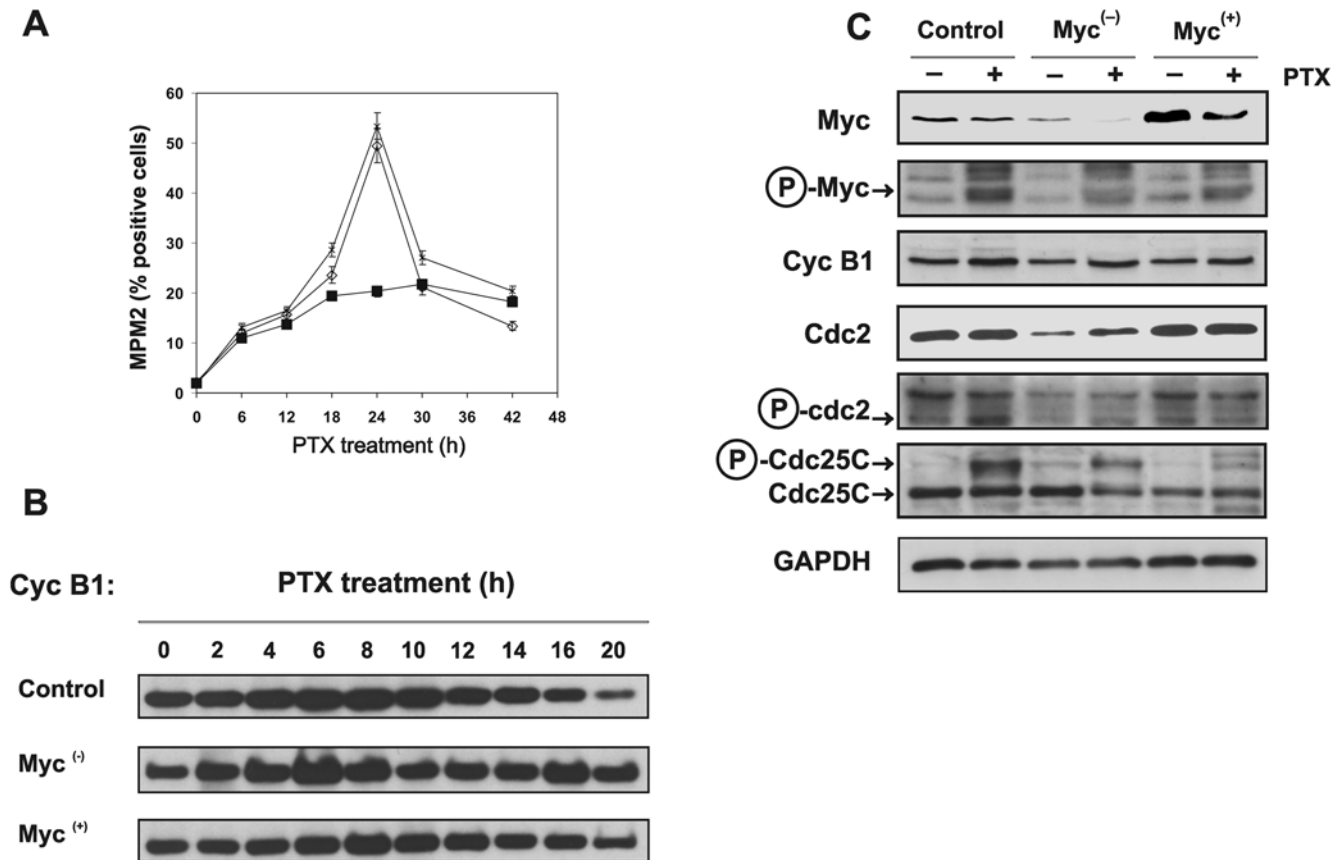 A
MPM2 (% positive cells)
60
50
40
30
20
10
0
0 6 12 18 24 30 36 42 48
PTX treatment (h)
B
Cyc B1: PTX treatment (h)
0 2 4 6 8 10 12 14 16 20
Control
Myc (-)
Myc (+)
C
Control Myc(–) Myc(+)
– + – + – + PTX
Myc
P-Myc→
Cyc B1
Cdc2
P-cdc2→
P-Cdc25C→
Cdc25C→
GAPDH